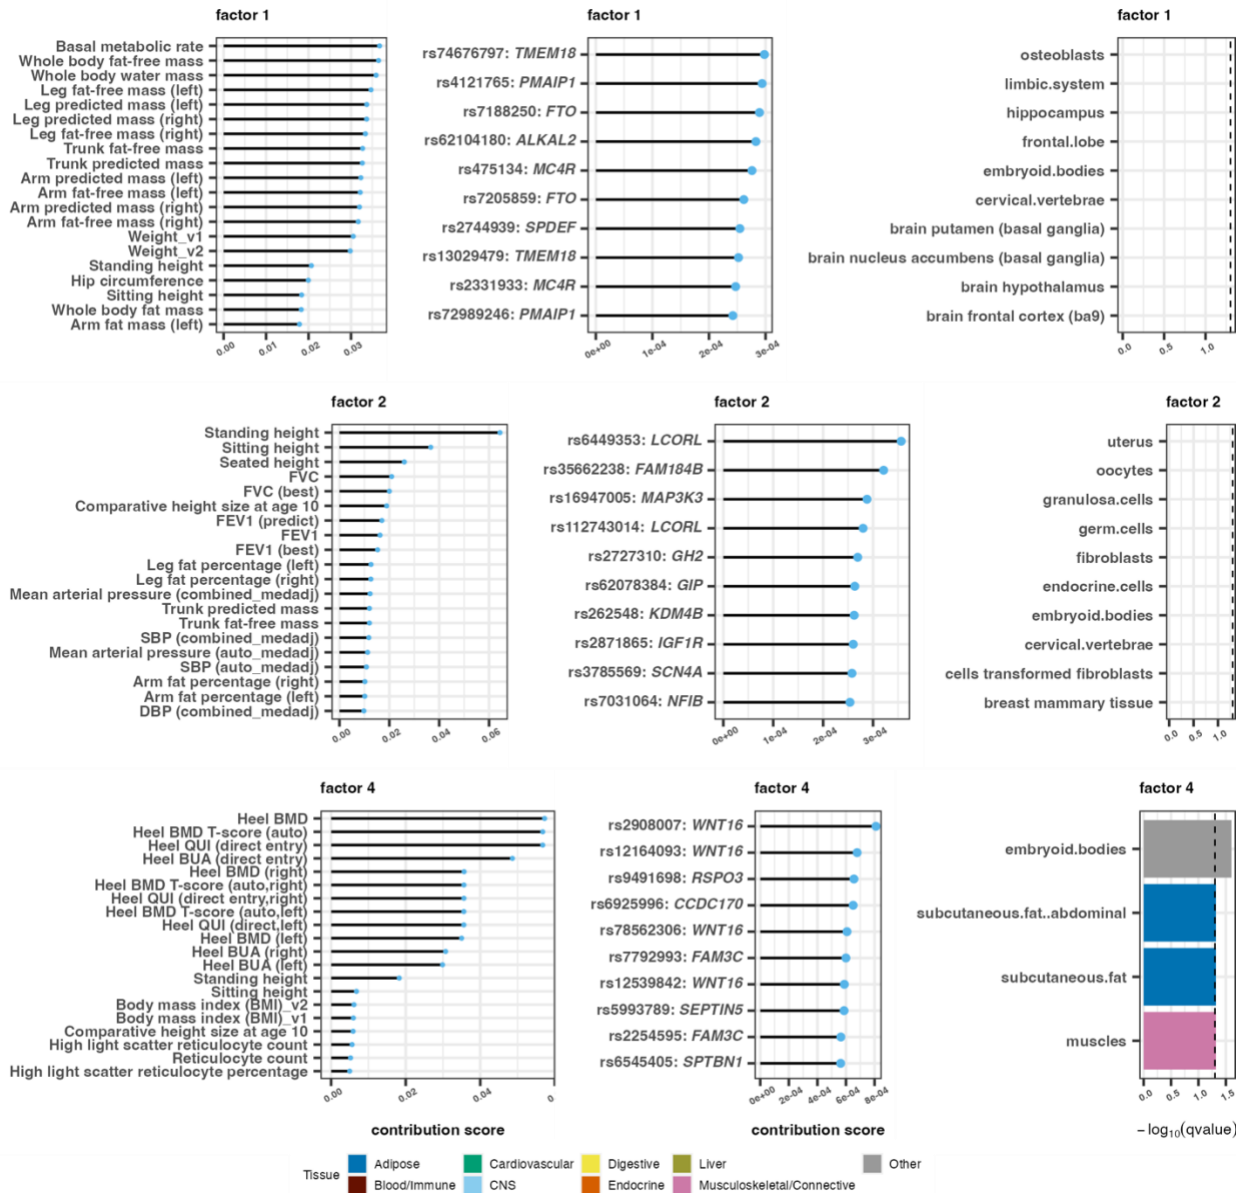 factor 1
Basal metabolic rate
Whole body fat-free mass
Whole body water mass
Leg fat-free mass (left)
Leg predicted mass (left)
Leg predicted mass (right)
Leg fat-free mass (right)
Trunk fat-free mass
Trunk predicted mass
Arm predicted mass (left)
Arm fat-free mass (left)
Arm predicted mass (right)
Arm fat-free mass (right)
Weight_v1
Weight_v2
Standing height
Hip circumference
Sitting height
Whole body fat mass
Arm fat mass (left)
0.00 0.01 0.02 0.03
factor 1
rs74676797: TMEM18
rs4121765: PMAIP1
rs7188250: FTO
rs62104180: ALKAL2
rs475134: MC4R
rs7205859: FTO
rs2744939: SPDEF
rs13029479: TMEM18
rs2331933: MC4R
rs72989246: PMAIP1
0e+00 1e-04 2e-04 3e-04
factor 1
osteoblasts
limbic.system
hippocampus
frontal.lobe
embryoid.bodies
cervical.vertebrae
brain putamen (basal ganglia)
brain nucleus accumbens (basal ganglia)
brain hypothalamus
brain frontal cortex (ba9)
0.0 0.5 1.0
factor 2
Standing height
Sitting height
Seated height
FVC
FVC (best)
Comparative height size at age 10
FEV1 (predict)
FEV1
FEV1 (best)
Leg fat percentage (left)
Leg fat percentage (right)
Mean arterial pressure (combined_medadj)
Trunk predicted mass
Trunk fat-free mass
SBP (combined_medadj)
Mean arterial pressure (auto_medadj)
SBP (auto_medadj)
Arm fat percentage (right)
Arm fat percentage (left)
DBP (combined_medadj)
0.00 0.02 0.04 0.06
factor 2
rs6449353: LCORL
rs35662238: FAM184B
rs16947005: MAP3K3
rs112743014: LCORL
rs2727310: GH2
rs62078384: GIP
rs262548: KDM4B
rs2871865: IGF1R
rs3785569: SCN4A
rs7031064: NFIB
0e+00 1e-04 2e-04 3e-04
factor 2
uterus
oocytes
granulosa.cells
germ.cells
fibroblasts
endocrine.cells
embryoid.bodies
cervical.vertebrae
cells transformed fibroblasts
breast mammary tissue
0.0 0.5 1.0
factor 4
Heel BMD
Heel BMD T-score (auto)
Heel QUI (direct entry)
Heel BUA (direct entry)
Heel BMD (right)
Heel BMD T-score (auto,right)
Heel QUI (direct entry,right)
Heel BMD T-score (auto,left)
Heel QUI (direct,left)
Heel BMD (left)
Heel BUA (right)
Heel BUA (left)
Standing height
Sitting height
Body mass index (BMI)_v2
Body mass index (BMI)_v1
Comparative height size at age 10
High light scatter reticulocyte count
Reticulocyte count
High light scatter reticulocyte percentage
0.00 0.02 0.04 0
contribution score
factor 4
rs2908007: WNT16
rs12164093: WNT16
rs9491698: RSPO3
rs6925996: CCDC170
rs78562306: WNT16
rs7792993: FAM3C
rs12539842: WNT16
rs5993789: SEPTIN5
rs2254595: FAM3C
rs6545405: SPTBN1
0e+00 2e-04 4e-04 6e-04 8e-04
contribution score
factor 4
embryoid.bodies
subcutaneous.fat..abdominal
subcutaneous.fat
muscles
0.0 0.5 1.0 1.5
−log10(qvalue)
Tissue
Adipose Cardiovascular Digestive Liver Other
Blood/Immune CNS Endocrine Musculoskeletal/Connective